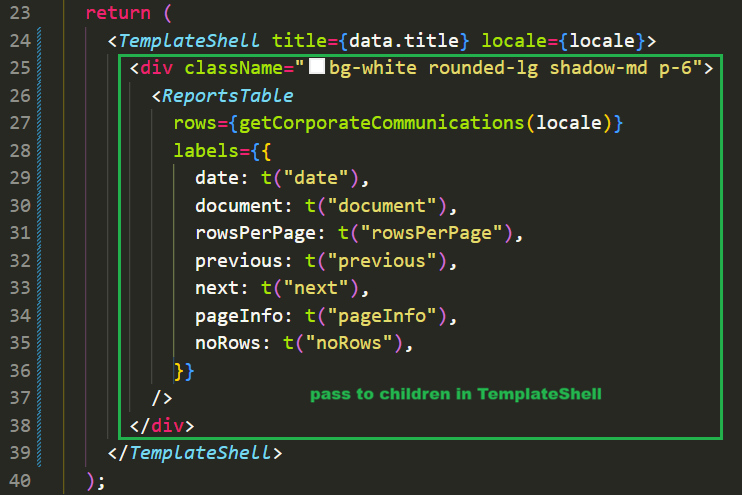 23 return (
24 <TemplateShell title={data.title} locale={locale}>
25 <div className="bg-white rounded-lg shadow-md p-6">
26 <ReportsTable
27 rows={getCorporateCommunications(locale)}
28 labels={{
29 date: t("date"),
30 document: t("document"),
31 rowsPerPage: t("rowsPerPage"),
32 previous: t("previous"),
33 next: t("next"),
34 pageInfo: t("pageInfo"),
35 noRows: t("noRows"),
36 }}
37 /> pass to children in TemplateShell
38 </div>
39 </TemplateShell>
40 );